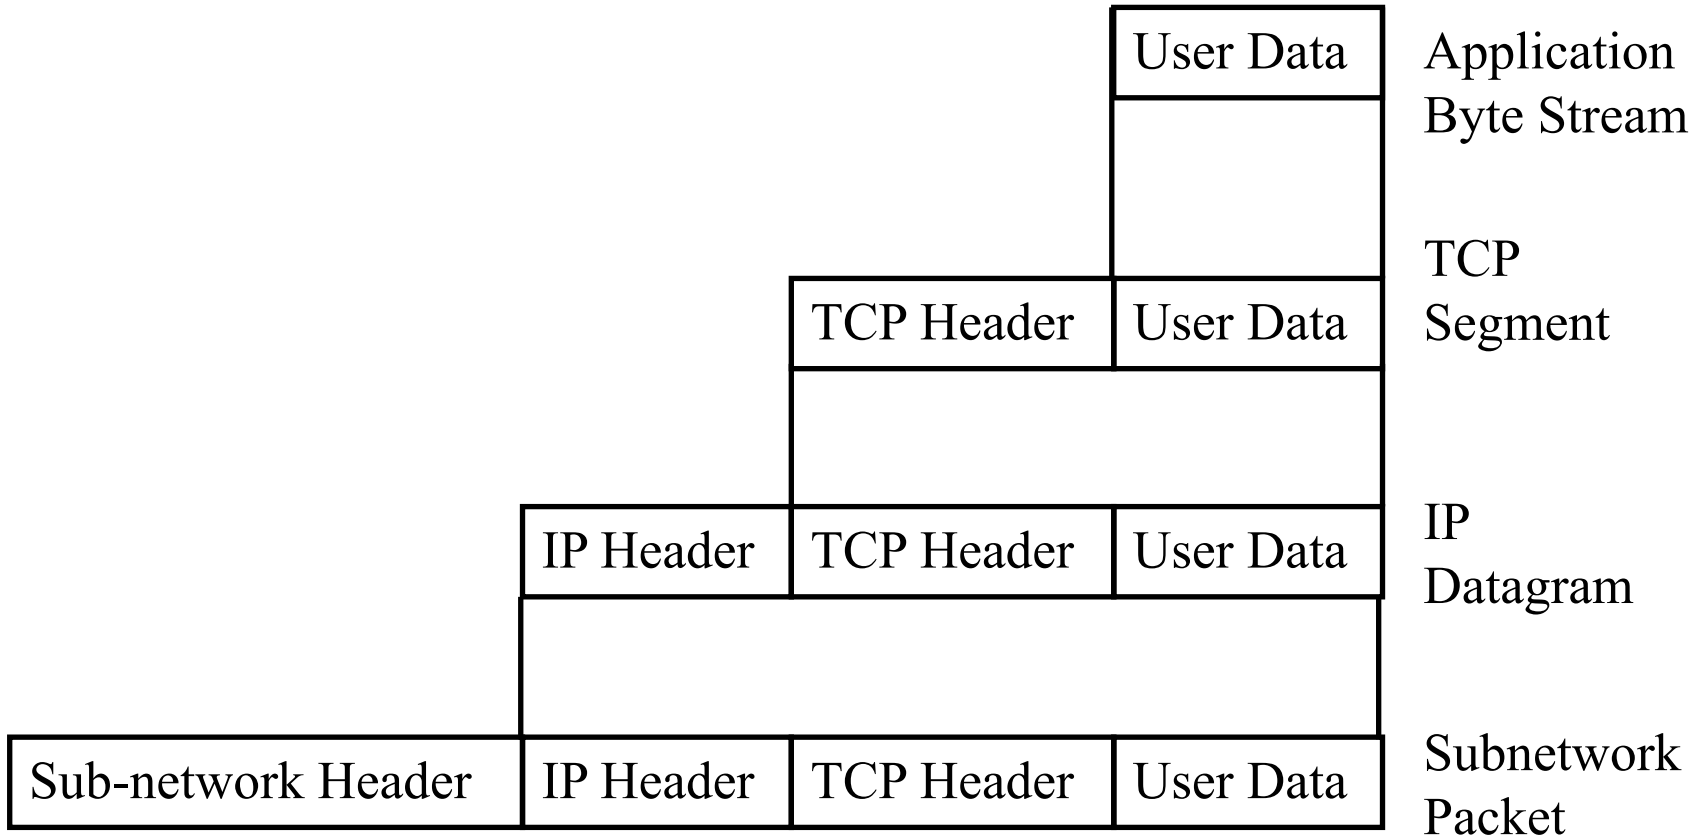 User Data
Application
Byte Stream
TCP Header
User Data
TCP
Segment
IP Header
TCP Header
User Data
IP
Datagram
Sub-network Header
IP Header
TCP Header
User Data
Subnetwork
Packet